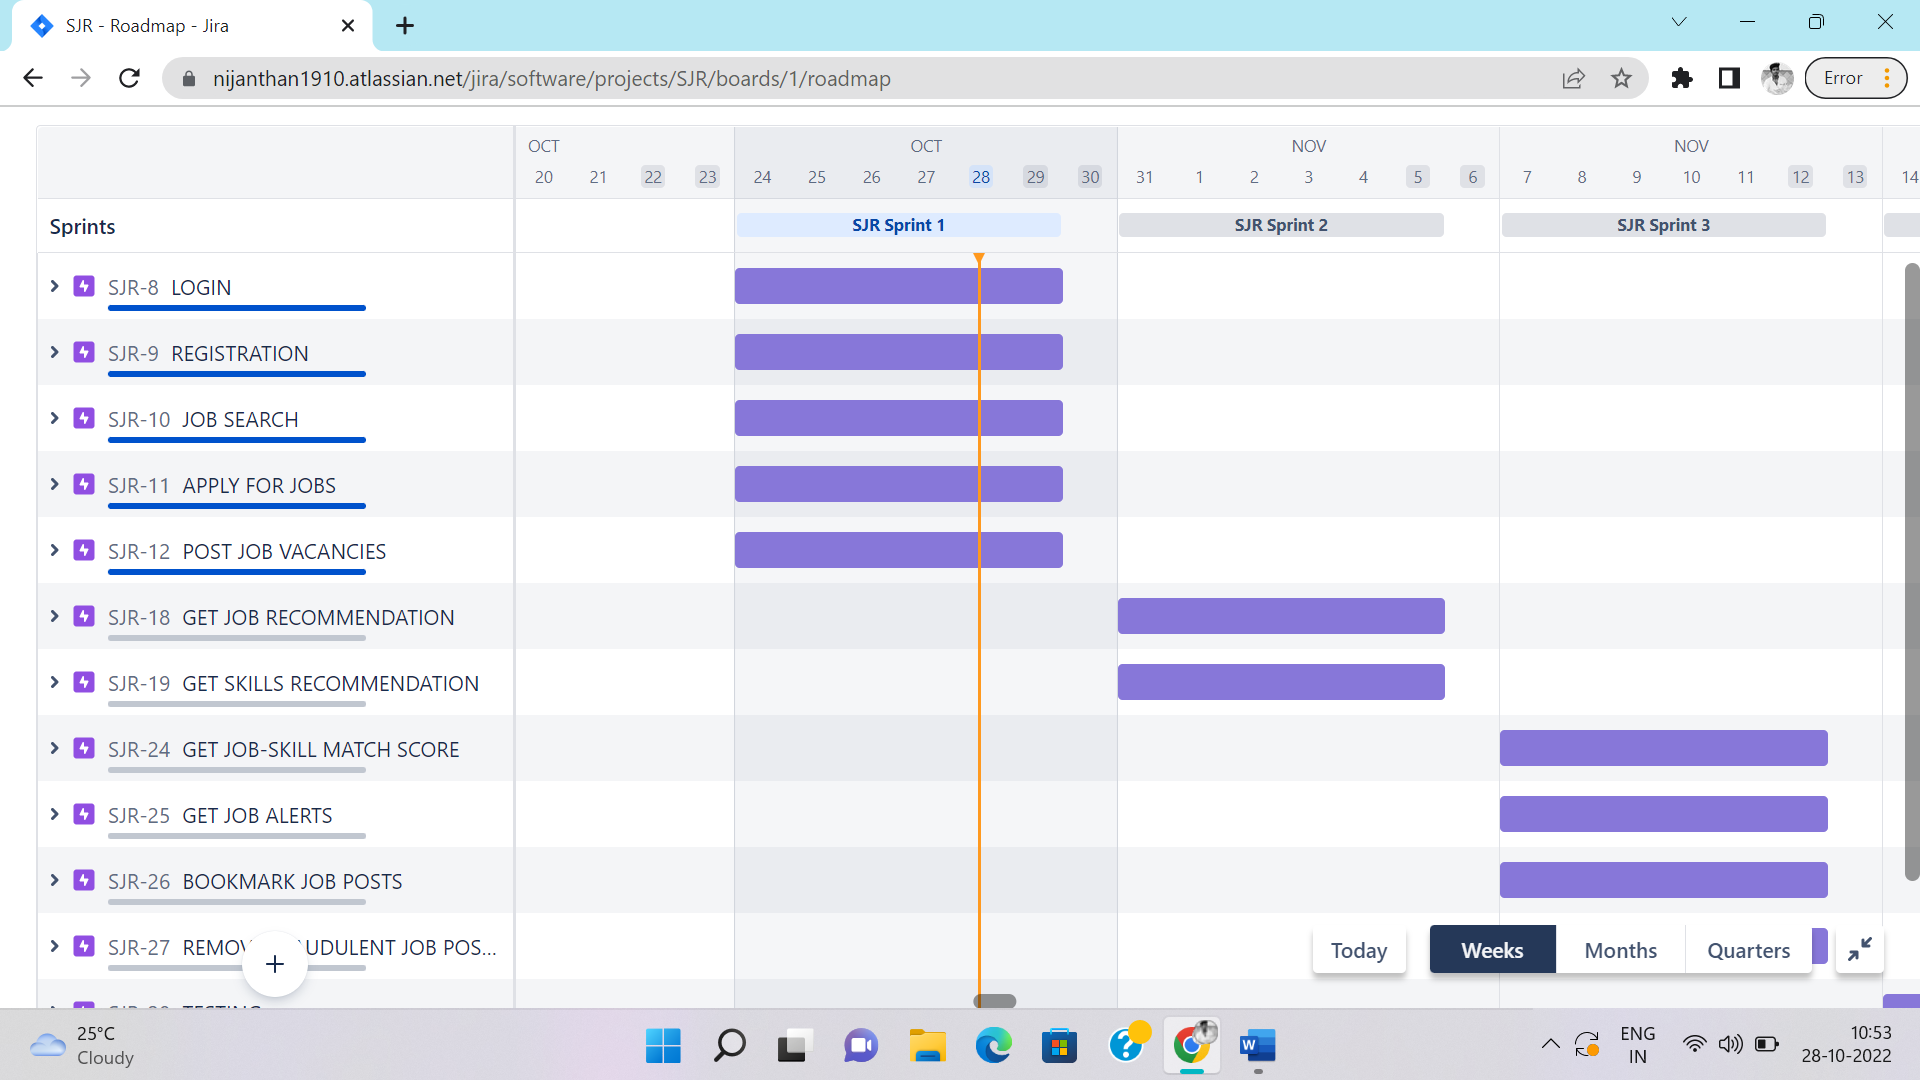 SJR - Roadmap - Jira
nijanthan1910.atlassian.net/jira/software/projects/SJR/boards/1/roadmap
Error
OCT OCT NOV NOV
20 21 22 23 24 25 26 27 28 29 30 31 1 2 3 4 5 6 7 8 9 10 11 12 13 14
Sprints SJR Sprint 1 SJR Sprint 2 SJR Sprint 3
SJR-8 LOGIN
SJR-9 REGISTRATION
SJR-10 JOB SEARCH
SJR-11 APPLY FOR JOBS
SJR-12 POST JOB VACANCIES
SJR-18 GET JOB RECOMMENDATION
SJR-19 GET SKILLS RECOMMENDATION
SJR-24 GET JOB-SKILL MATCH SCORE
SJR-25 GET JOB ALERTS
SJR-26 BOOKMARK JOB POSTS
SJR-27 JOB POS...
Today Weeks Months Quarters
25°C
Cloudy
ENG
IN
10:53
28-10-2022